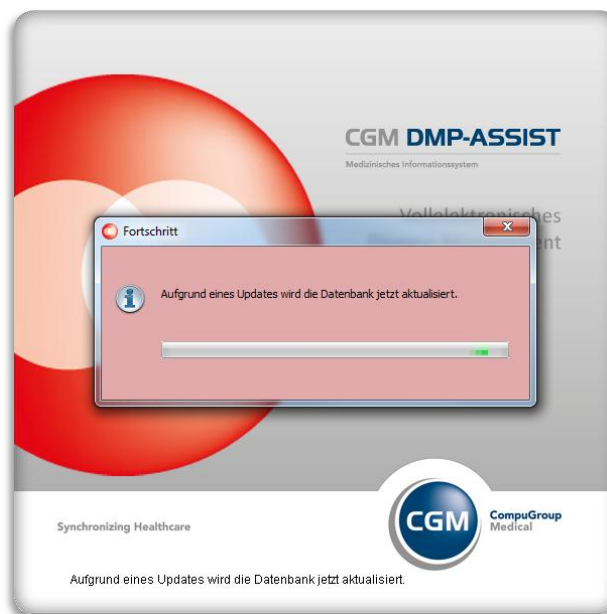 CGM DMP-ASSIST
Medizinisches Informationssystem
Vollelektronisches
Fortschritt
Aufgrund eines Updates wird die Datenbank jetzt aktualisiert.
CGM
CompuGroup
Medical
Synchronizing Healthcare
Aufgrund eines Updates wird die Datenbank jetzt aktualisiert.